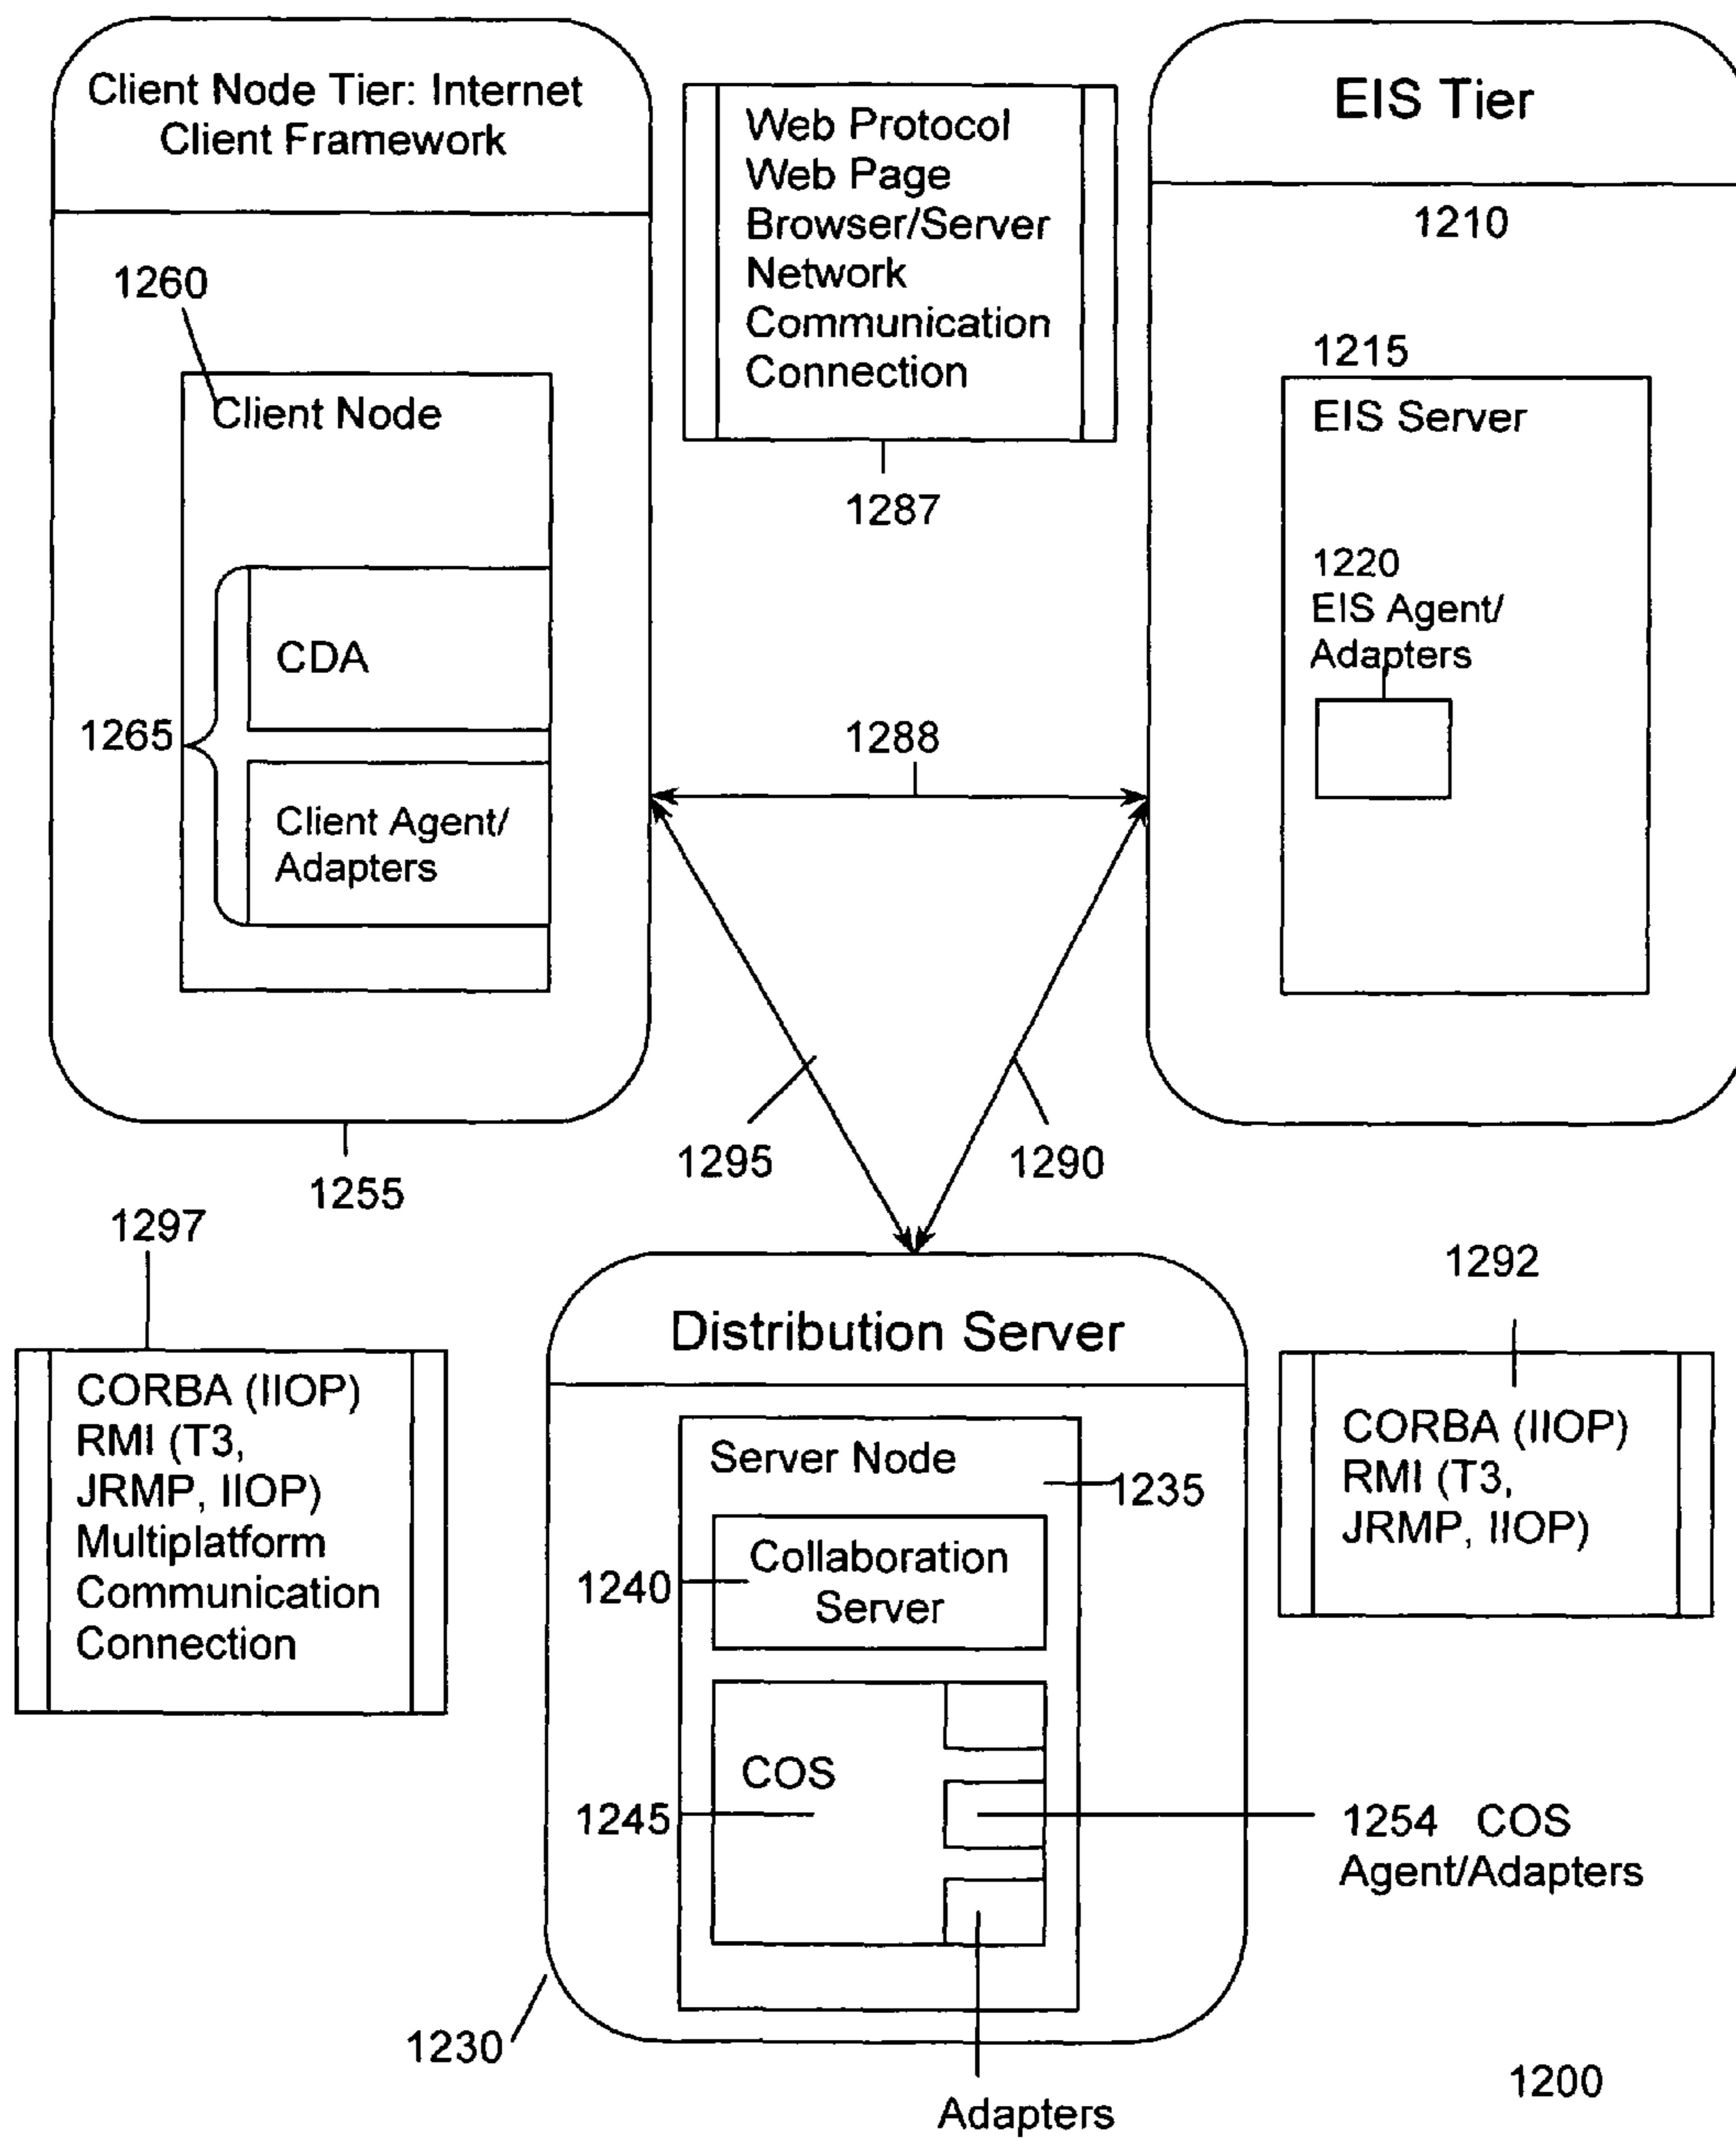 Client Node Tier: Internet
Client Framework
1260
Client Node
CDA
1265
Client Agent/
Adapters
1255
Web Protocol
Web Page
Browser/Server
Network
Communication
Connection
1287
1288
EIS Tier
1210
1215
EIS Server
1220
EIS Agent/
Adapters
1295
1290
1297
CORBA (IIOP)
RMI (T3,
JRMP, IIOP)
Multiplatform
Communication
Connection
Distribution Server
Server Node
1235
1240
Collaboration
Server
COS
1245
1254 COS
Agent/Adapters
1230
Adapters
1292
CORBA (IIOP)
RMI (T3,
JRMP, IIOP)
1200